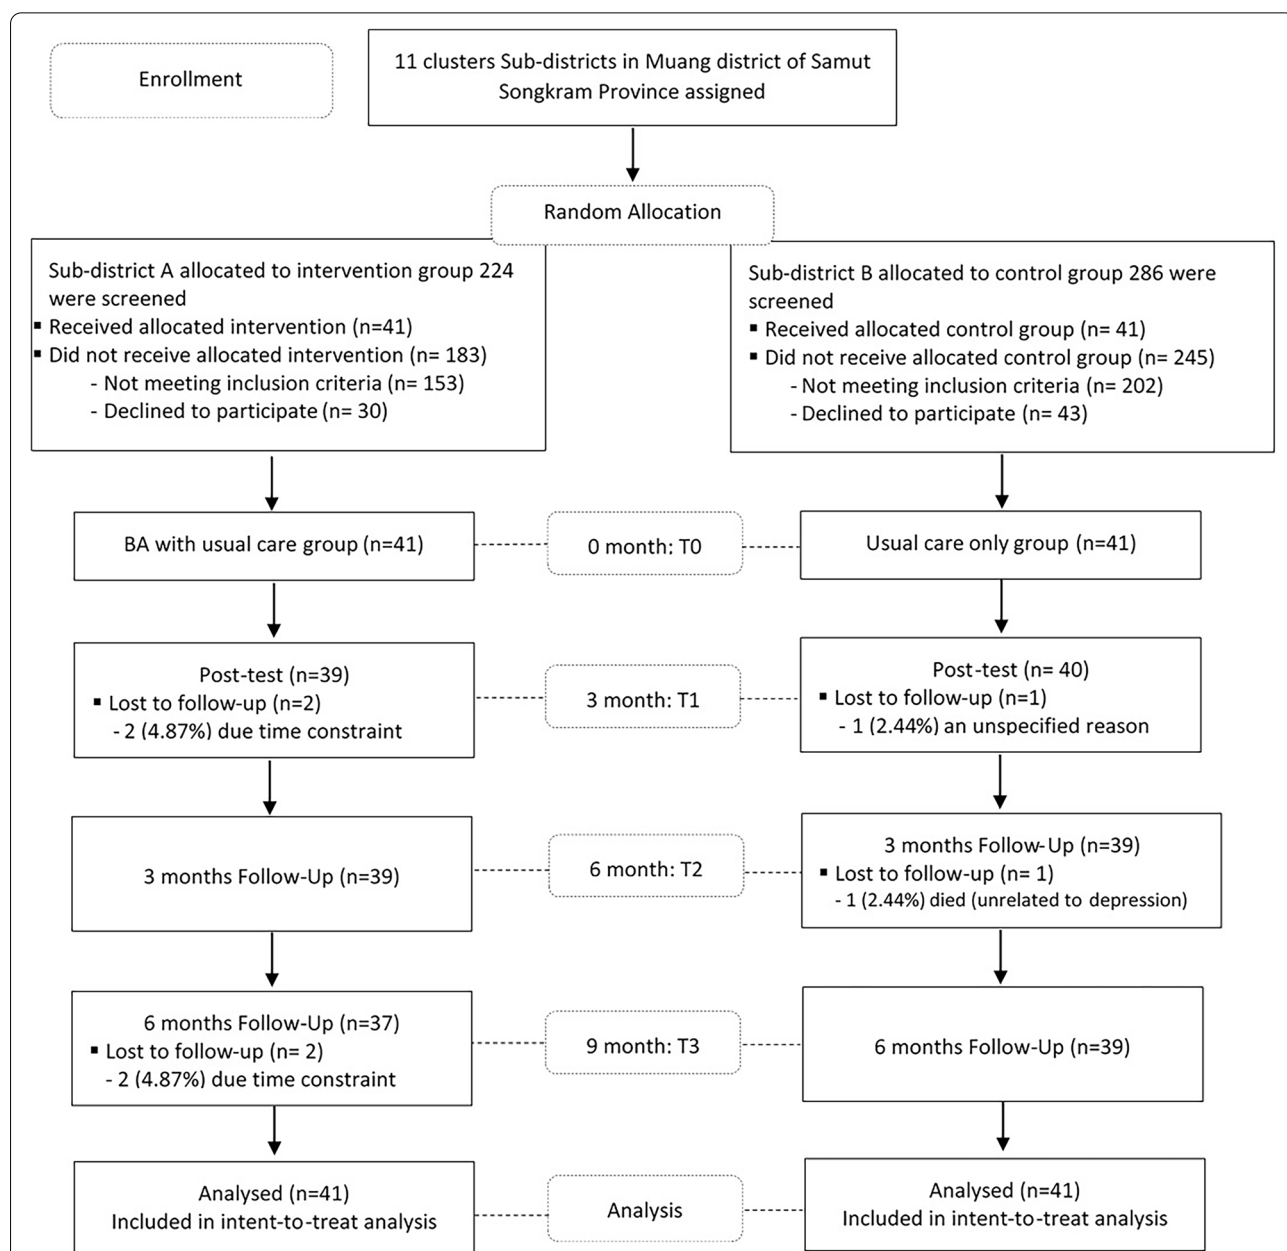 Enrollment
11 clusters Sub-districts in Muang district of Samut
Songkram Province assigned
Random Allocation
Sub-district A allocated to intervention group 224
were screened
▪ Received allocated intervention (n=41)
▪ Did not receive allocated intervention (n= 183)
- Not meeting inclusion criteria (n= 153)
- Declined to participate (n= 30)
Sub-district B allocated to control group 286 were
screened
▪ Received allocated control group (n= 41)
▪ Did not receive allocated control group (n= 245)
- Not meeting inclusion criteria (n= 202)
- Declined to participate (n= 43)
BA with usual care group (n=41)
0 month: T0
Usual care only group (n=41)
Post-test (n=39)
▪ Lost to follow-up (n=2)
- 2 (4.87%) due time constraint
3 month: T1
Post-test (n= 40)
▪ Lost to follow-up (n=1)
- 1 (2.44%) an unspecified reason
3 months Follow-Up (n=39)
6 month: T2
3 months Follow-Up (n=39)
▪ Lost to follow-up (n= 1)
- 1 (2.44%) died (unrelated to depression)
6 months Follow-Up (n=37)
▪ Lost to follow-up (n= 2)
- 2 (4.87%) due time constraint
9 month: T3
6 months Follow-Up (n=39)
Analysed (n=41)
Included in intent-to-treat analysis
Analysis
Analysed (n=41)
Included in intent-to-treat analysis